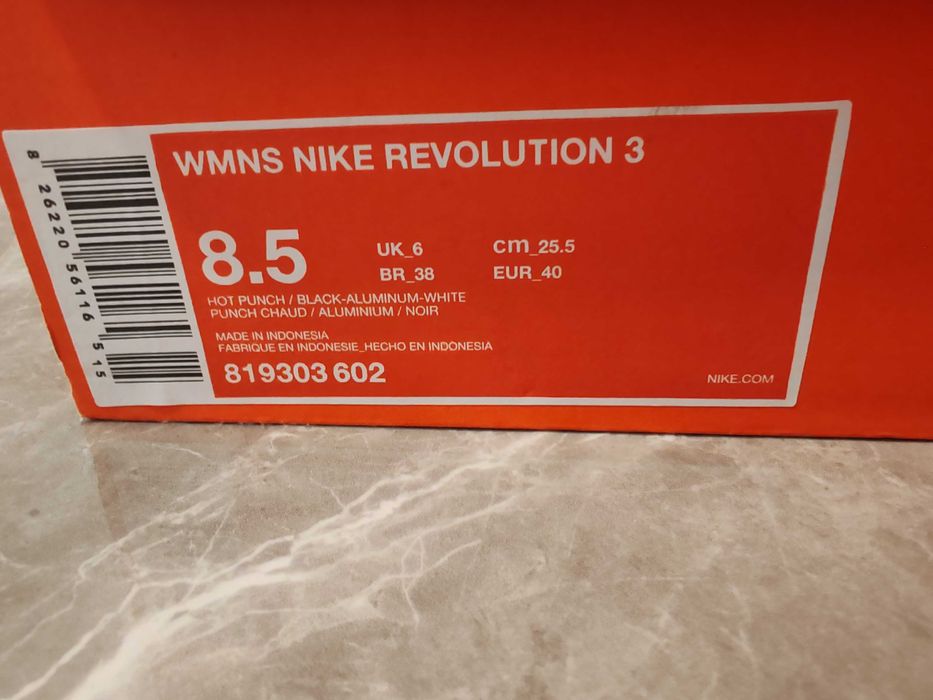 WMNS NIKE REVOLUTION 3
8.5
UK_6
cm_25.5
BR_38
EUR_40
HOT PUNCH / BLACK-ALUMINUM-WHITE
PUNCH CHAUD / ALUMINIUM / NOIR
MADE IN INDONESIA
FABRIQUE EN INDONESIE_HECHO EN INDONESIA
819303 602
NIKE.COM
8 26220 56116 5 15